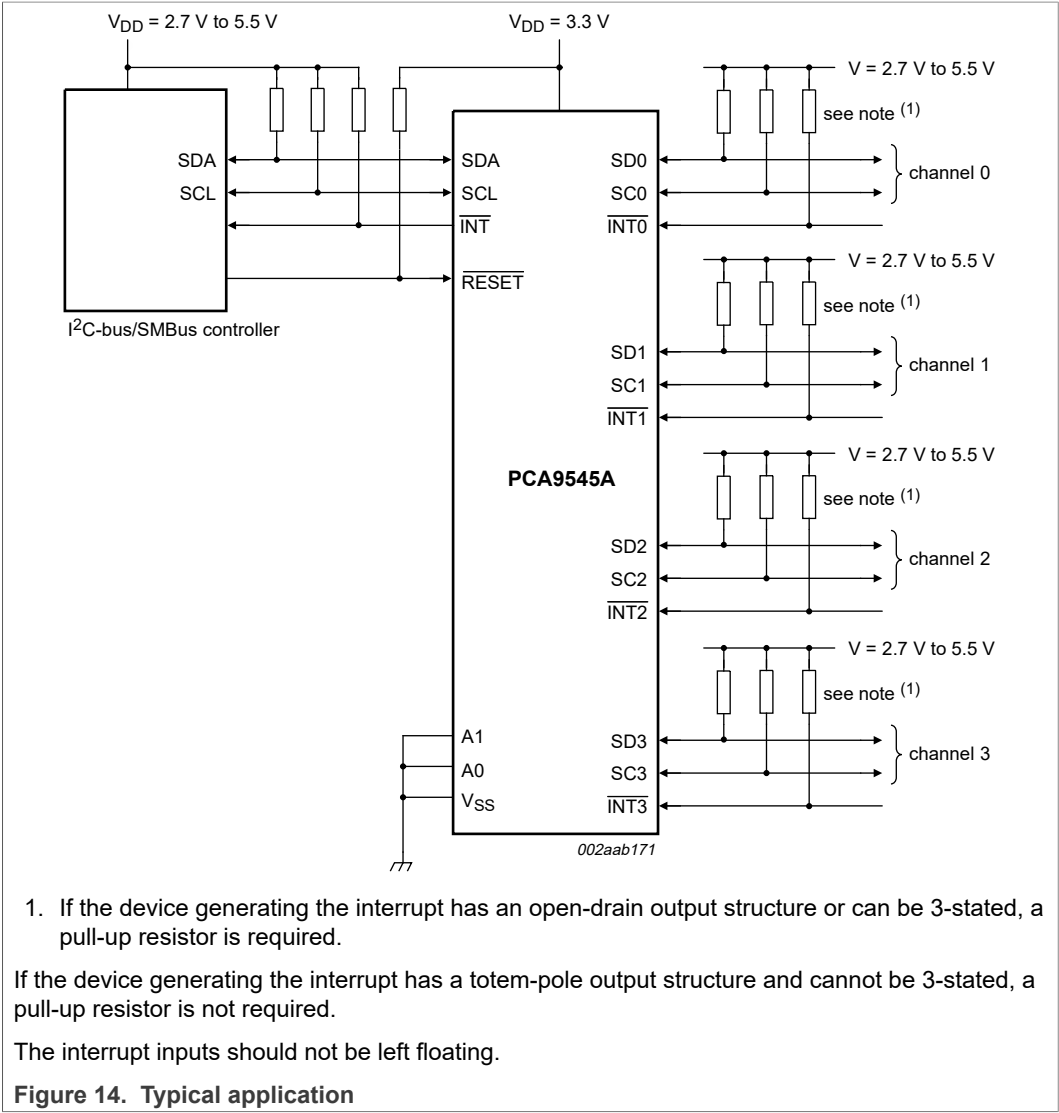 VDD = 2.7 V to 5.5 V
VDD = 3.3 V
V = 2.7 V to 5.5 V
see note (1)
SDA
SCL
I2C-bus/SMBus controller
SDA
SCL
INT
RESET
SD0
SC0
INT0
channel 0
V = 2.7 V to 5.5 V
see note (1)
SD1
SC1
INT1
channel 1
PCA9545A
V = 2.7 V to 5.5 V
see note (1)
SD2
SC2
INT2
channel 2
V = 2.7 V to 5.5 V
see note (1)
SD3
SC3
INT3
channel 3
A1
A0
VSS
002aab171
1. If the device generating the interrupt has an open-drain output structure or can be 3-stated, a
pull-up resistor is required.
If the device generating the interrupt has a totem-pole output structure and cannot be 3-stated, a
pull-up resistor is not required.
The interrupt inputs should not be left floating.
Figure 14. Typical application